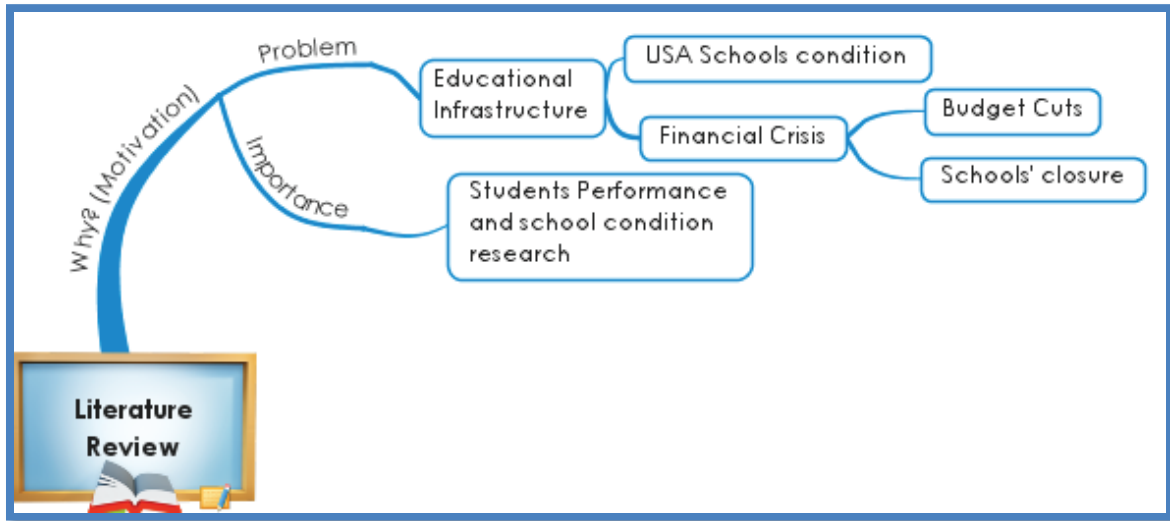 Problem
Why? (Motivation)
Importance
Educational
Infrastructure
USA Schools condition
Financial Crisis
Budget Cuts
Schools' closure
Students Performance
and school condition
research
Literature
Review